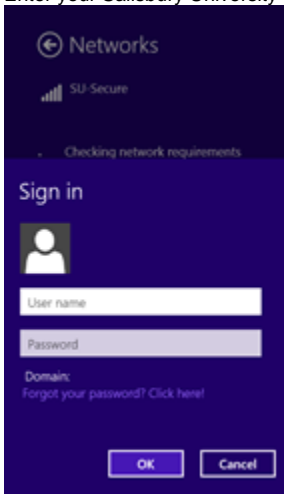 Enter your Salisbury University
Networks
SU-Secure
Checking network requirements
Sign in
User name
Password
Domain:
Forgot your password? Click here!
OK Cancel